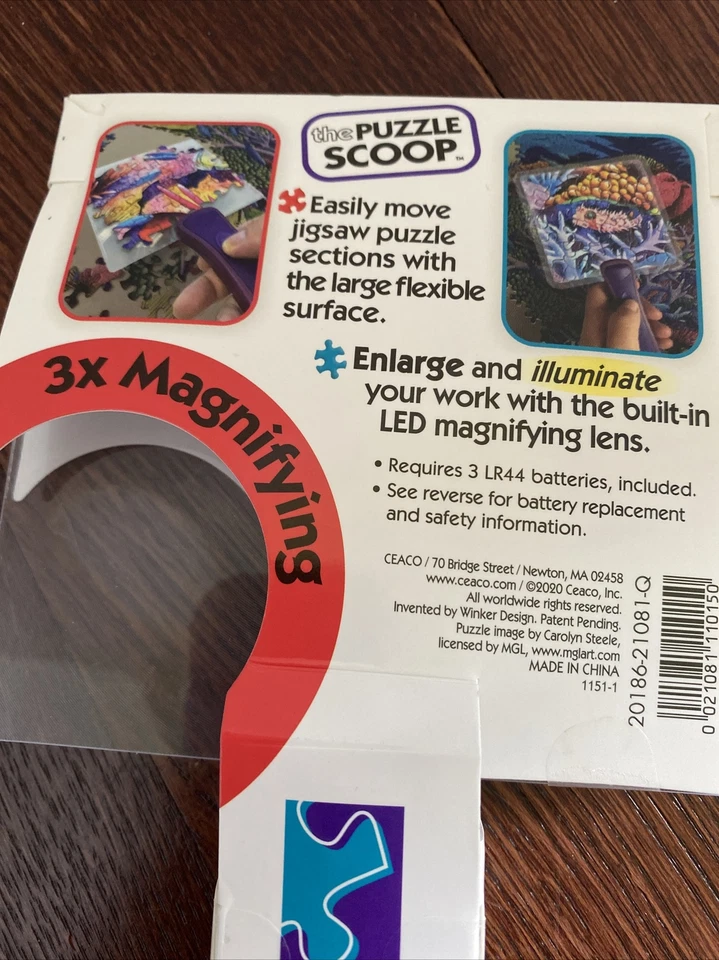 the PUZZLE
SCOOP™
Easily move
jigsaw puzzle
sections with
the large flexible
surface.
3x Magnifying
Enlarge and illuminate
your work with the built-in
LED magnifying lens.
• Requires 3 LR44 batteries, included.
• See reverse for battery replacement
and safety information.
CEACO / 70 Bridge Street / Newton, MA 02458
www.ceaco.com / ©2020 Ceaco, Inc.
All worldwide rights reserved.
Invented by Winker Design. Patent Pending.
Puzzle image by Carolyn Steele,
licensed by MGL, www.mglart.com
MADE IN CHINA
1151-1
20186-21081-Q
0 021081 110150